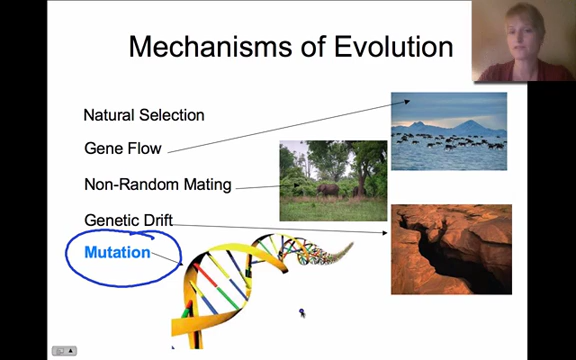 Mechanisms of Evolution
Natural Selection
Gene Flow
Non-Random Mating
Genetic Drift
Mutation